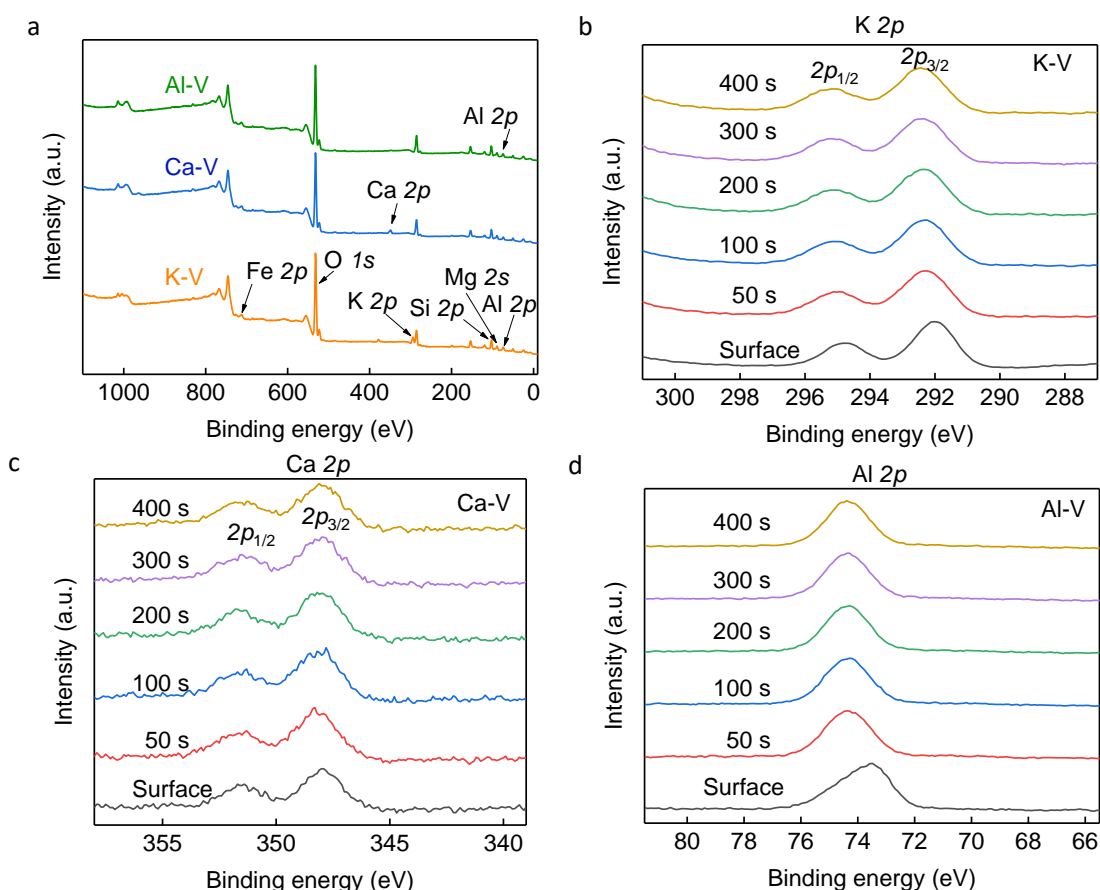 a
Al-V
Al 2p
Ca-V
Ca 2p
K-V
Fe 2p
O 1s
K 2p
Si 2p
Mg 2s
Al 2p
Intensity (a.u.)
1000 800 600 400 200 0
Binding energy (eV)
b
K 2p
K-V
2p1/2
2p3/2
400 s
300 s
200 s
100 s
50 s
Surface
Intensity (a.u.)
300 298 296 294 292 290 288
Binding energy (eV)
c
Ca 2p
Ca-V
400 s
2p1/2
2p3/2
300 s
200 s
100 s
50 s
Surface
Intensity (a.u.)
355 350 345 340
Binding energy (eV)
d
Al 2p
Al-V
400 s
300 s
200 s
100 s
50 s
Surface
Intensity (a.u.)
80 78 76 74 72 70 68 66
Binding energy (eV)